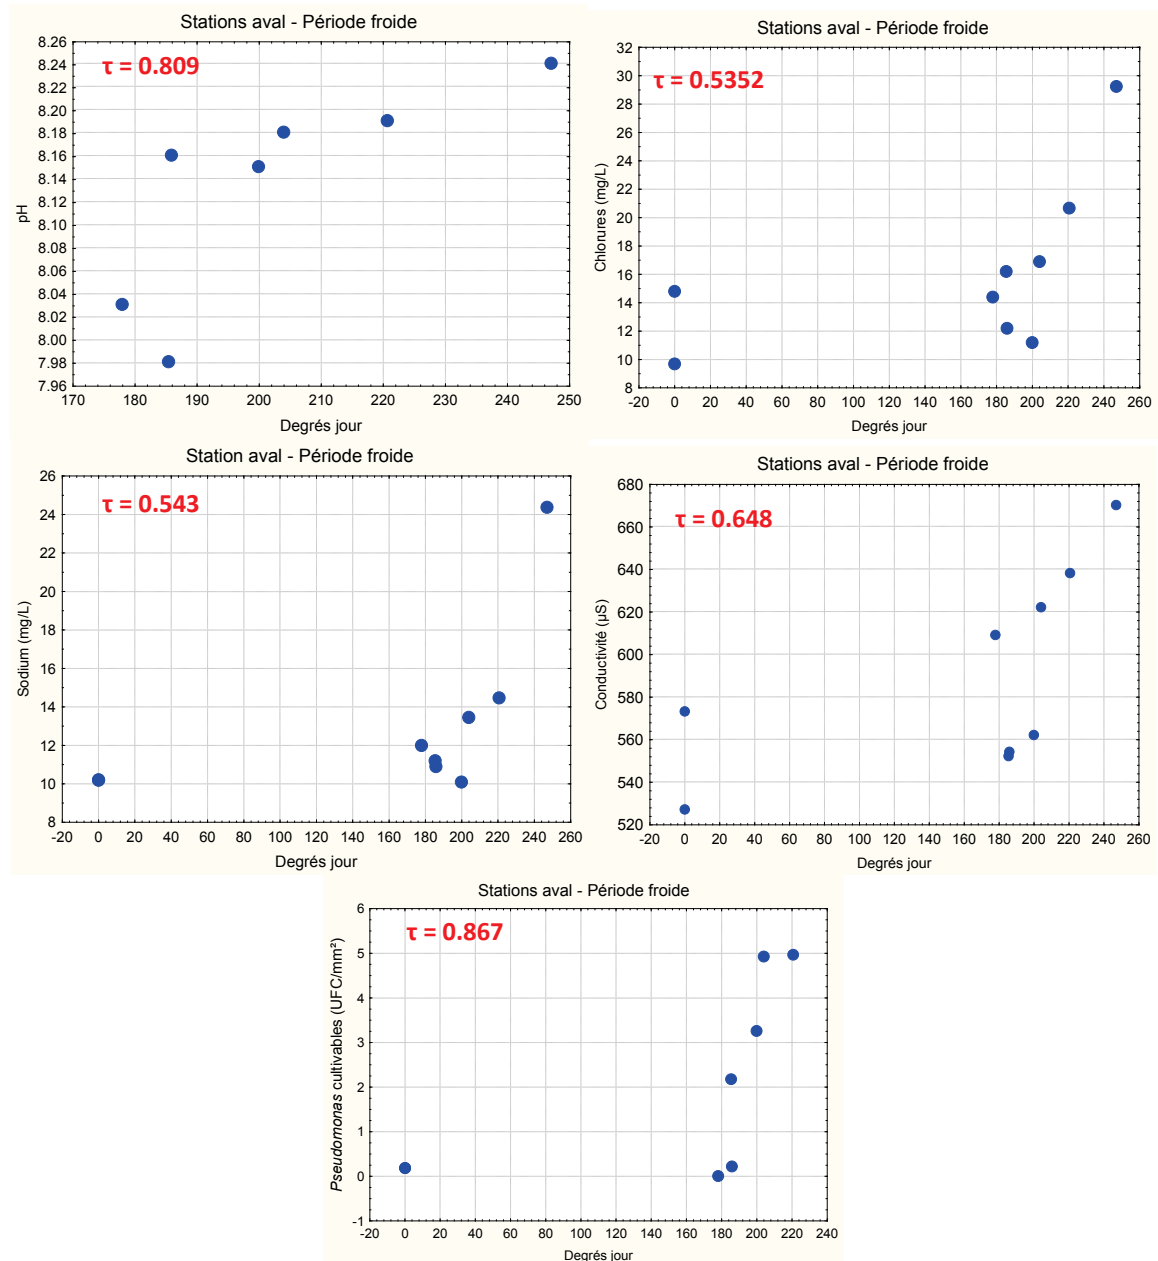 Stations aval - Période froide
τ = 0.809
8.26
8.24
8.22
8.20
8.18
8.16
8.14
8.12
8.10
8.08
8.06
8.04
8.02
8.00
7.98
7.96
pH
170 180 190 200 210 220 230 240 250
Degrés jour
Stations aval - Période froide
τ = 0.5352
32
30
28
26
24
22
20
18
16
14
12
10
8
Chlorures (mg/L)
-20 0 20 40 60 80 100 120 140 160 180 200 220 240 260
Degrés jour
Station aval - Période froide
τ = 0.543
26
24
22
20
18
16
14
12
10
8
Sodium (mg/L)
-20 0 20 40 60 80 100 120 140 160 180 200 220 240 260
Degrés jour
Stations aval - Période froide
τ = 0.648
680
660
640
620
600
580
560
540
520
Conductivité (µS)
-20 0 20 40 60 80 100 120 140 160 180 200 220 240 260
Degrés jour
Stations aval - Période froide
τ = 0.867
6
5
4
3
2
1
0
-1
Pseudomonas cultivables (UFC/mm²)
-20 0 20 40 60 80 100 120 140 160 180 200 220 240
Degrés jour